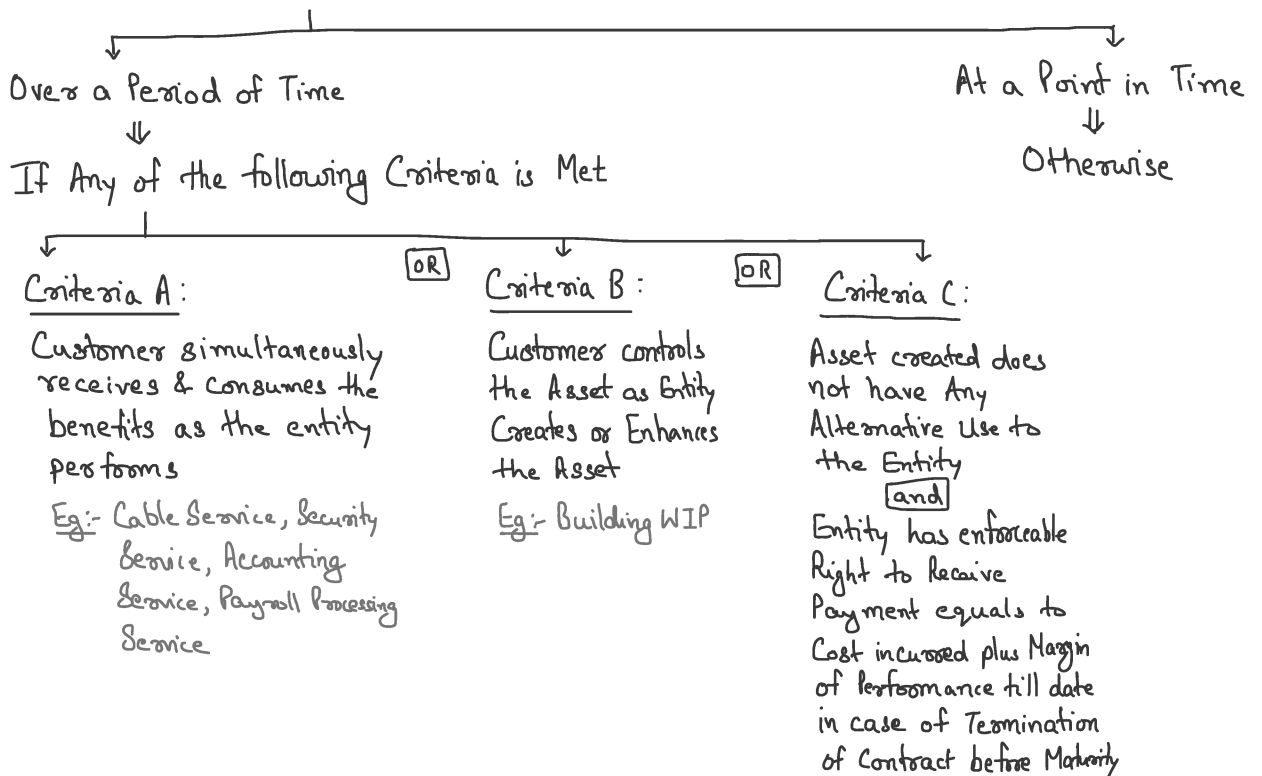 Over a Period of Time
At a Point in Time
⇓
⇓
If Any of the following Criteria is Met
Otherwise
Criteria A:
OR
Criteria B:
OR
Criteria C:
Customer simultaneously
receives & consumes the
benefits as the entity
performs
Eg:- Cable Service, Security
Service, Accounting
Service, Payroll Processing
Service
Customer controls
the Asset as Entity
Creates or Enhances
the Asset
Eg:- Building WIP
Asset created does
not have Any
Alternative Use to
the Entity
and
Entity has enforceable
Right to Receive
Payment equals to
Cost incurred plus Margin
of Performance till date
in case of Termination
of Contract before Maturity